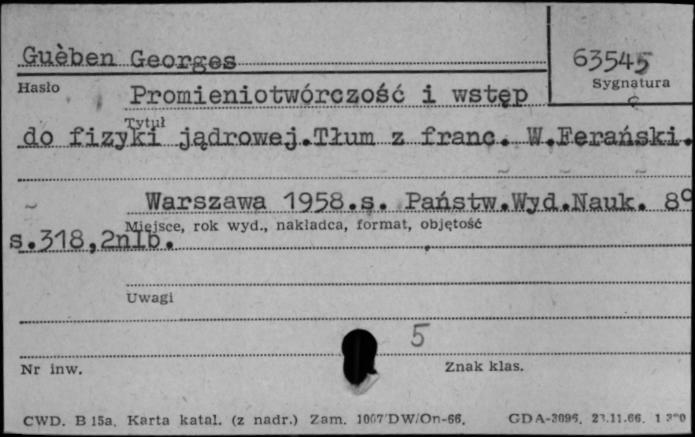 Guèben Georges
63545
Hasło
Sygnatura
Promieniotwórczość i wstęp
Tytuł
do fizyki jądrowej.Tłum z franc. W.Ferański.
Warszawa 1958.s. Państw.Wyd.Nauk. 8º
Miejsce, rok wyd., nakładca, format, objętość
s.318,2nlb.
Uwagi
5
Nr inw.
Znak klas.
CWD. B 15a. Karta katal. (z nadr.) Zam. 1067/DW/On-66. GDA-3096. 23.11.66.